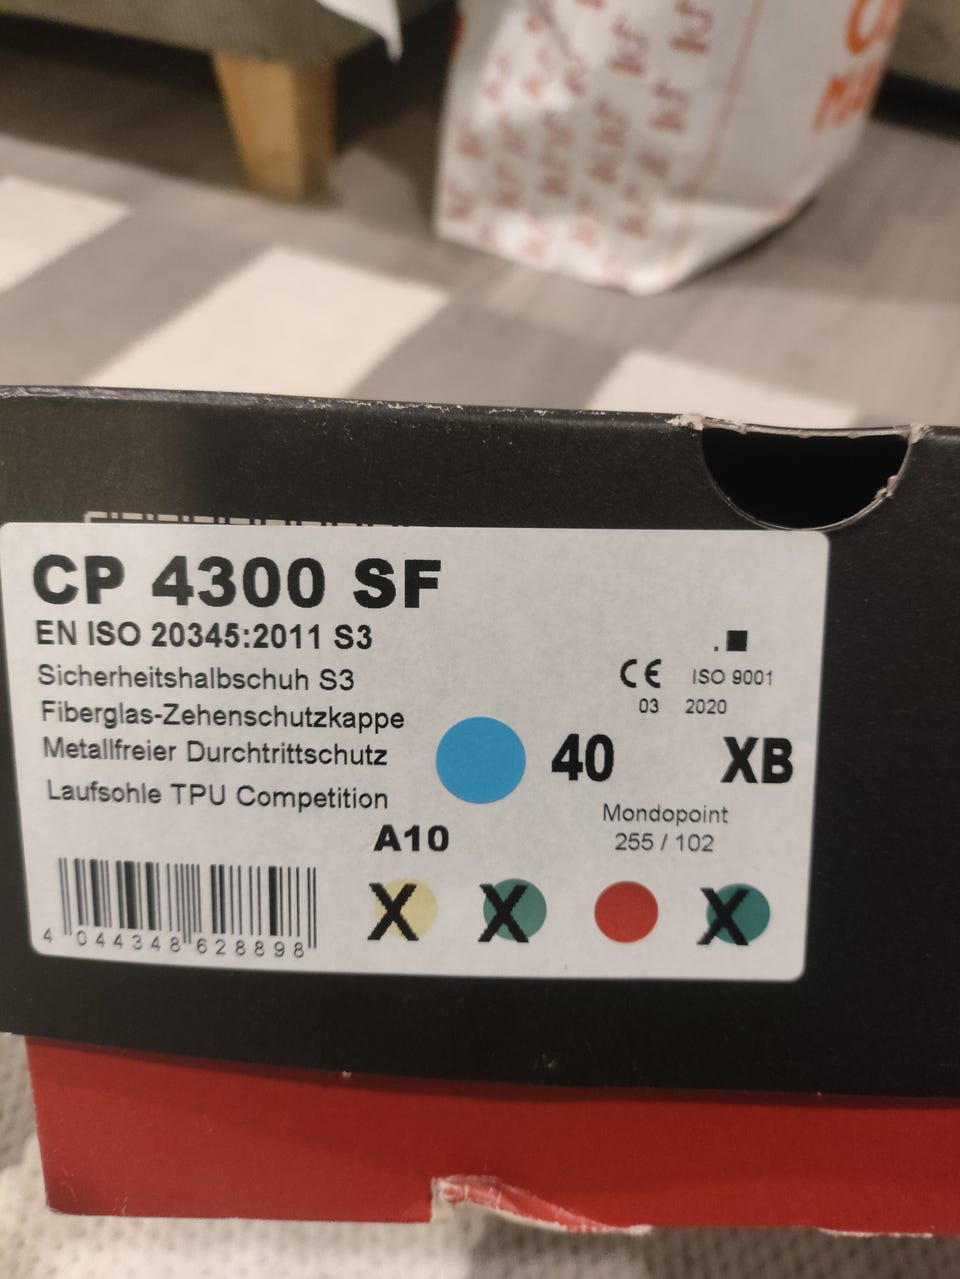 CP 4300 SF
EN ISO 20345:2011 S3
Sicherheitshalbschuh S3
Fiberglas-Zehenschutzkappe
Metallfreier Durchtrittschutz
Laufsohle TPU Competition
CE ISO 9001
03 2020
40 XB
Mondopoint
255 / 102
A10
X X X
4 044348 628898